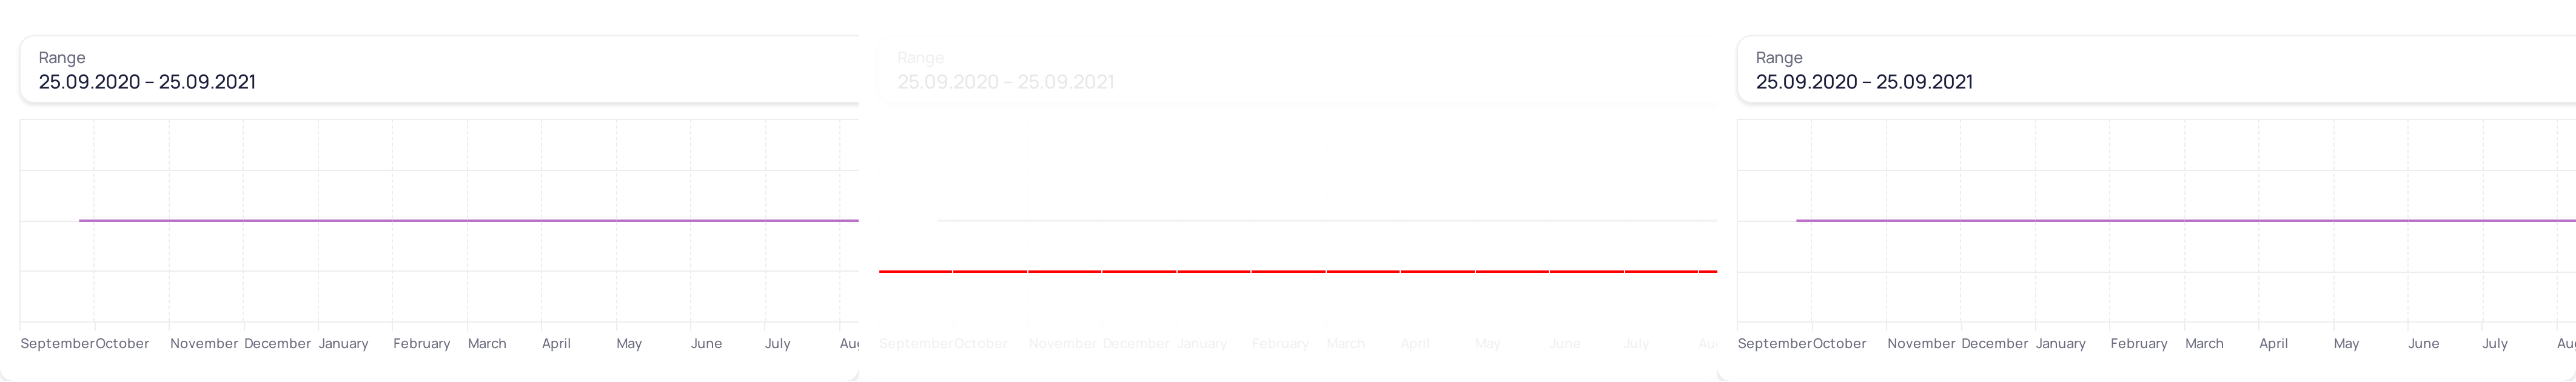 Range
25.09.2020 – 25.09.2021
September October November December January February March April May June July Aug
Range
25.09.2020 – 25.09.2021
September October November December January February March April May June July Au
Range
25.09.2020 – 25.09.2021
September October November December January February March April May June July Au